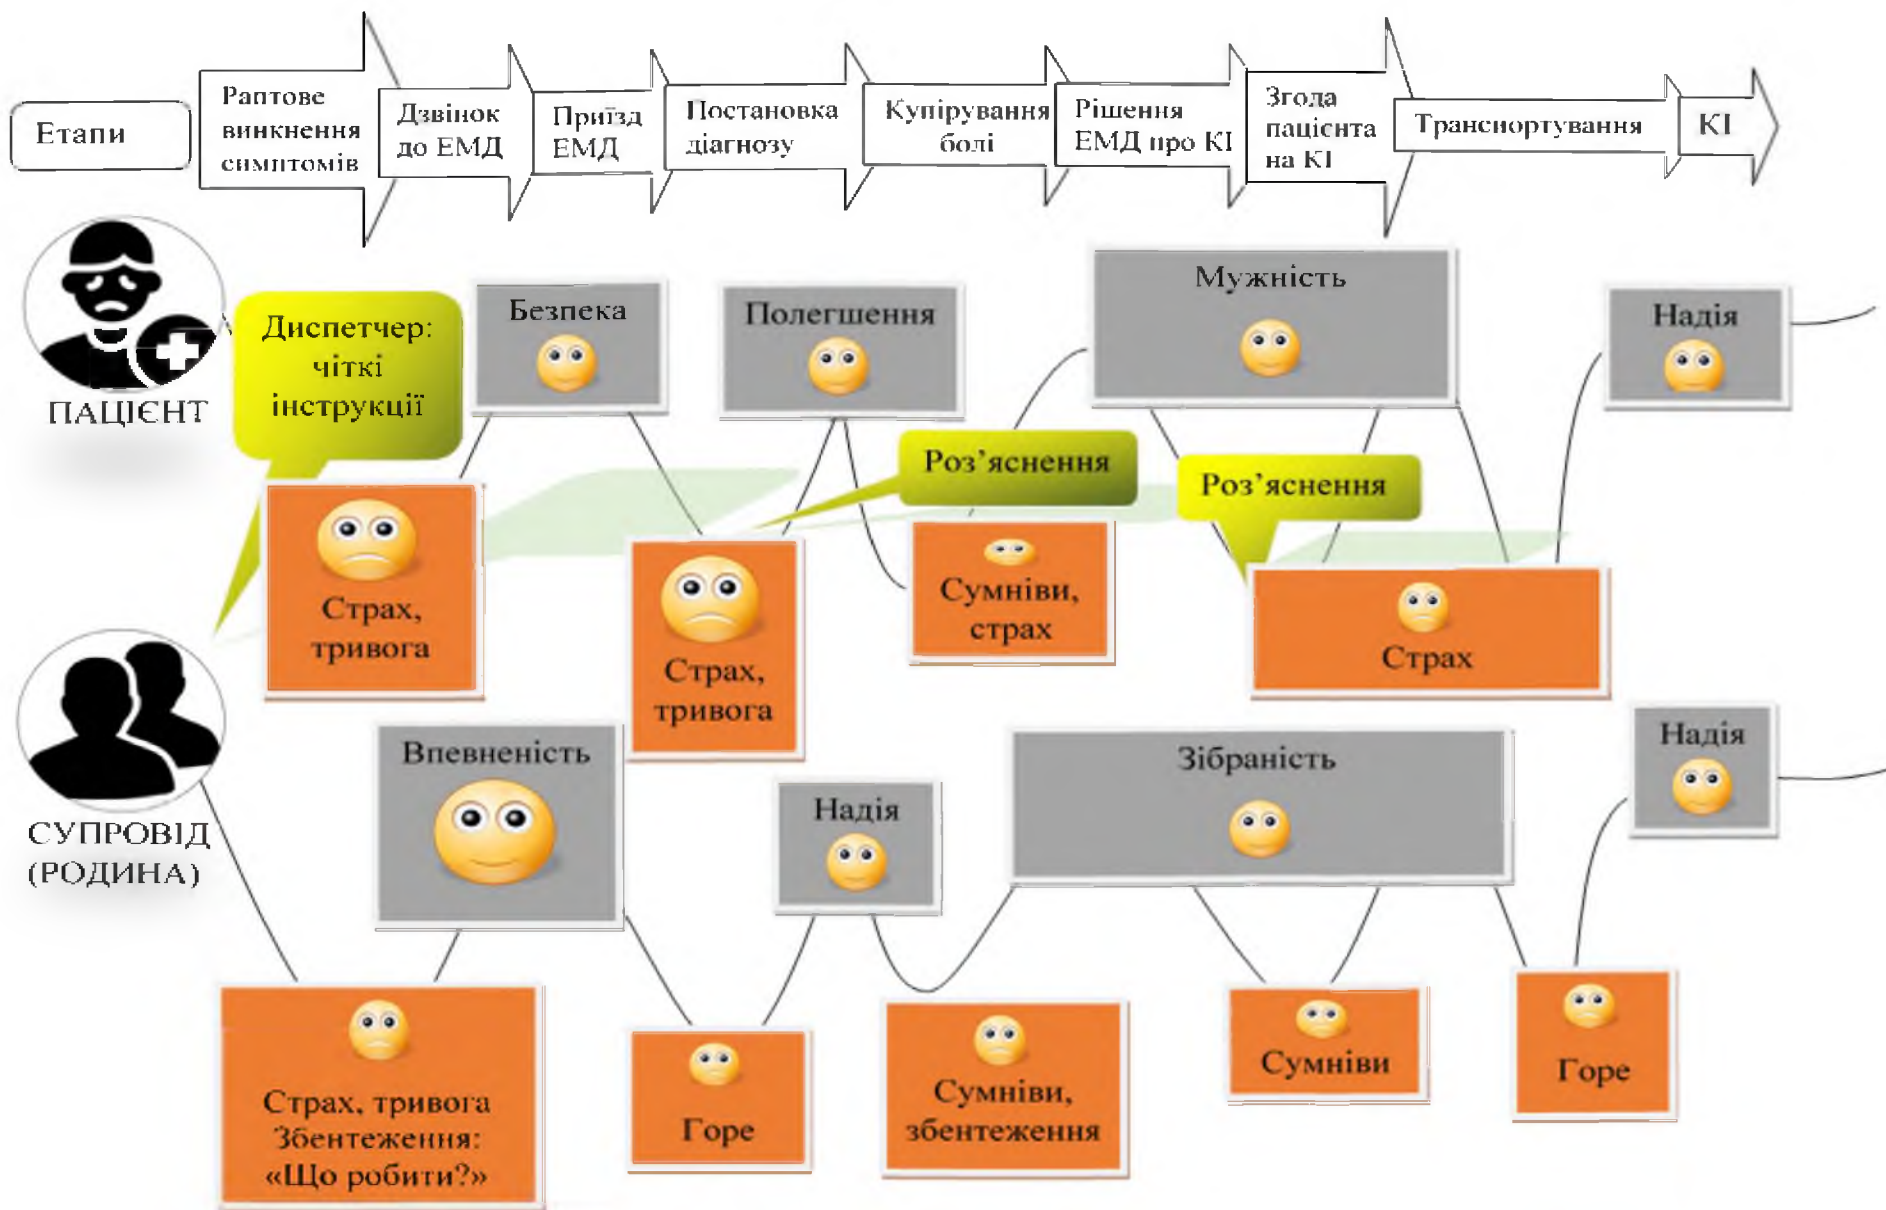 Етапи
Раптове
винкнення
симптомів
Дзвінок
до ЕМД
Приїзд
ЕМД
Постановка
діагнозу
Купірування
болі
Рішення
ЕМД про КІ
Згода
пацієнта
на КІ
Транспортування
КІ
ПАЦІЄНТ
Диспетчер:
чіткі
інструкції
Безпека
Полегшення
Мужність
Надія
Роз’яснення
Роз’яснення
Страх,
тривога
Страх,
тривога
Сумніви,
страх
Страх
СУПРОВІД
(РОДИНА)
Впевненість
Надія
Зібраність
Надія
Страх, тривога
Збентеження:
«Що робити?»
Горе
Сумніви,
збентеження
Сумніви
Горе